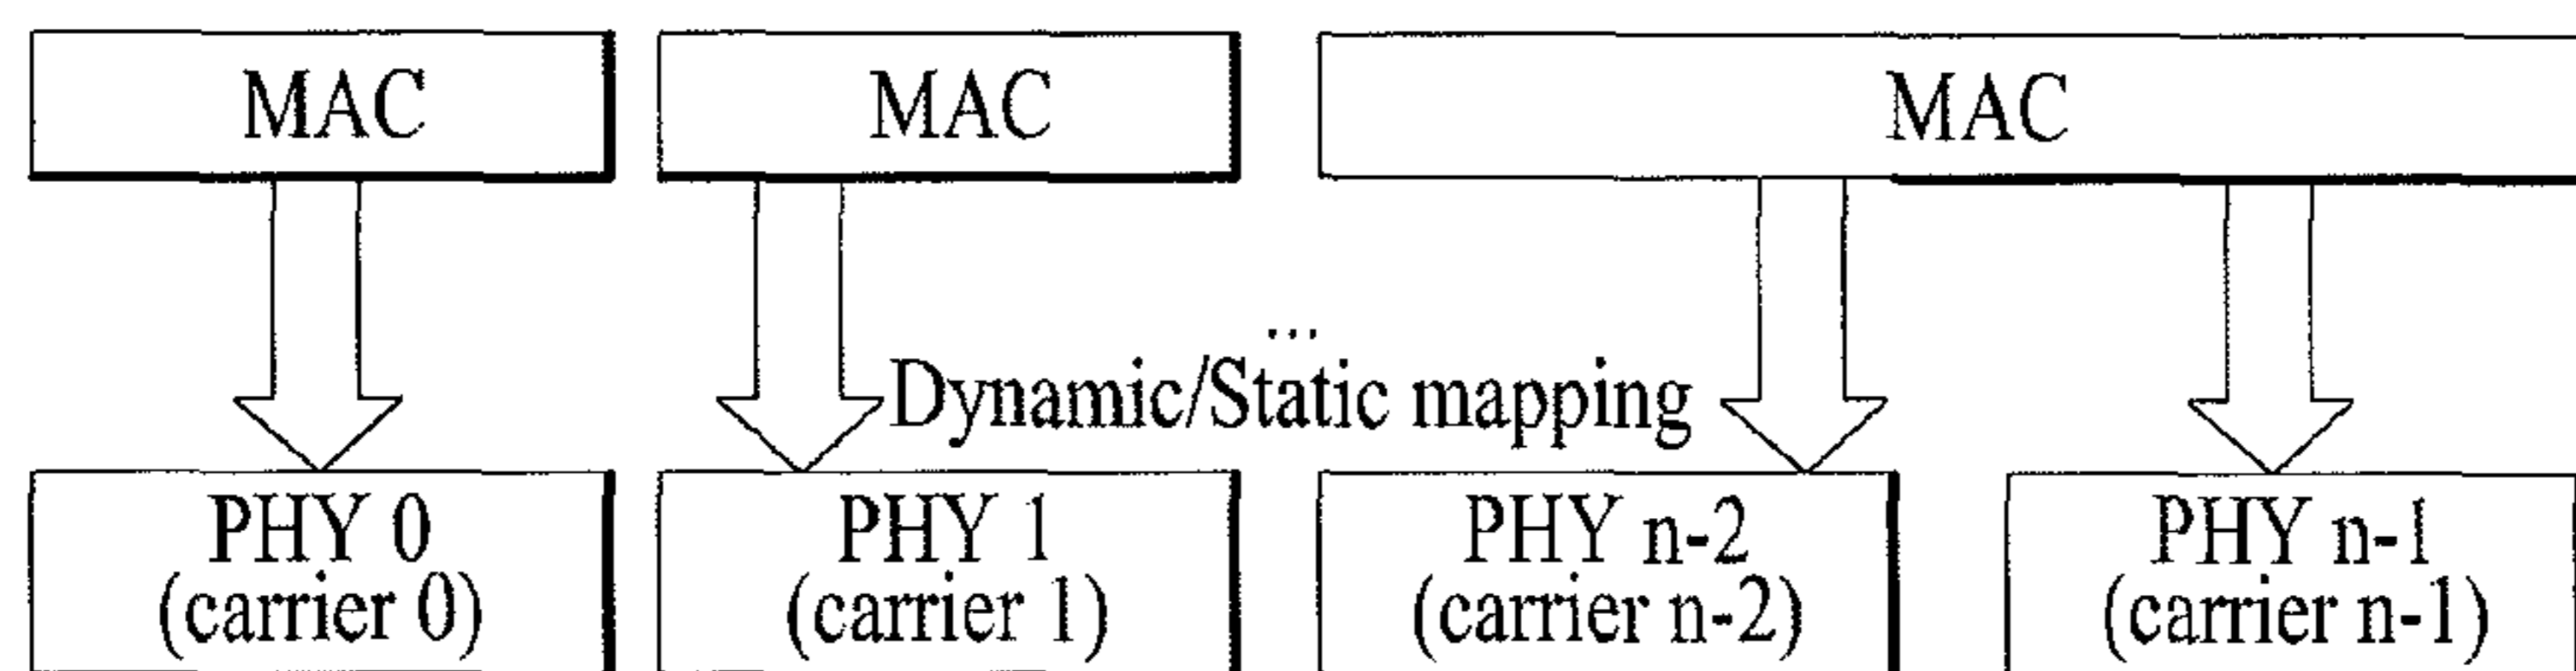 MAC MAC MAC
...
Dynamic/Static mapping
PHY 0 PHY 1 PHY n-2 PHY n-1
(carrier 0) (carrier 1) (carrier n-2) (carrier n-1)